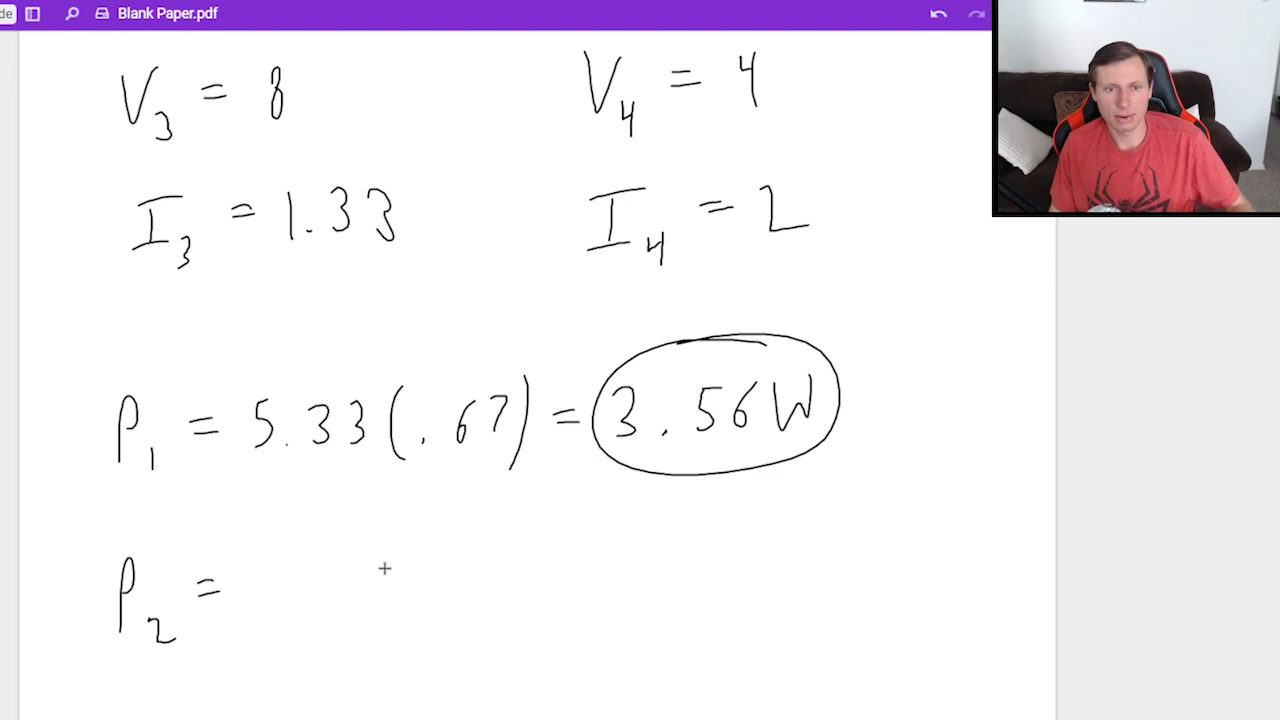 de Blank Paper.pdf
V₃ = 8 V₄ = 4
I₃ = 1.33 I₄ = 2
P₁ = 5.33(.67) = 3.56W
P₂ =